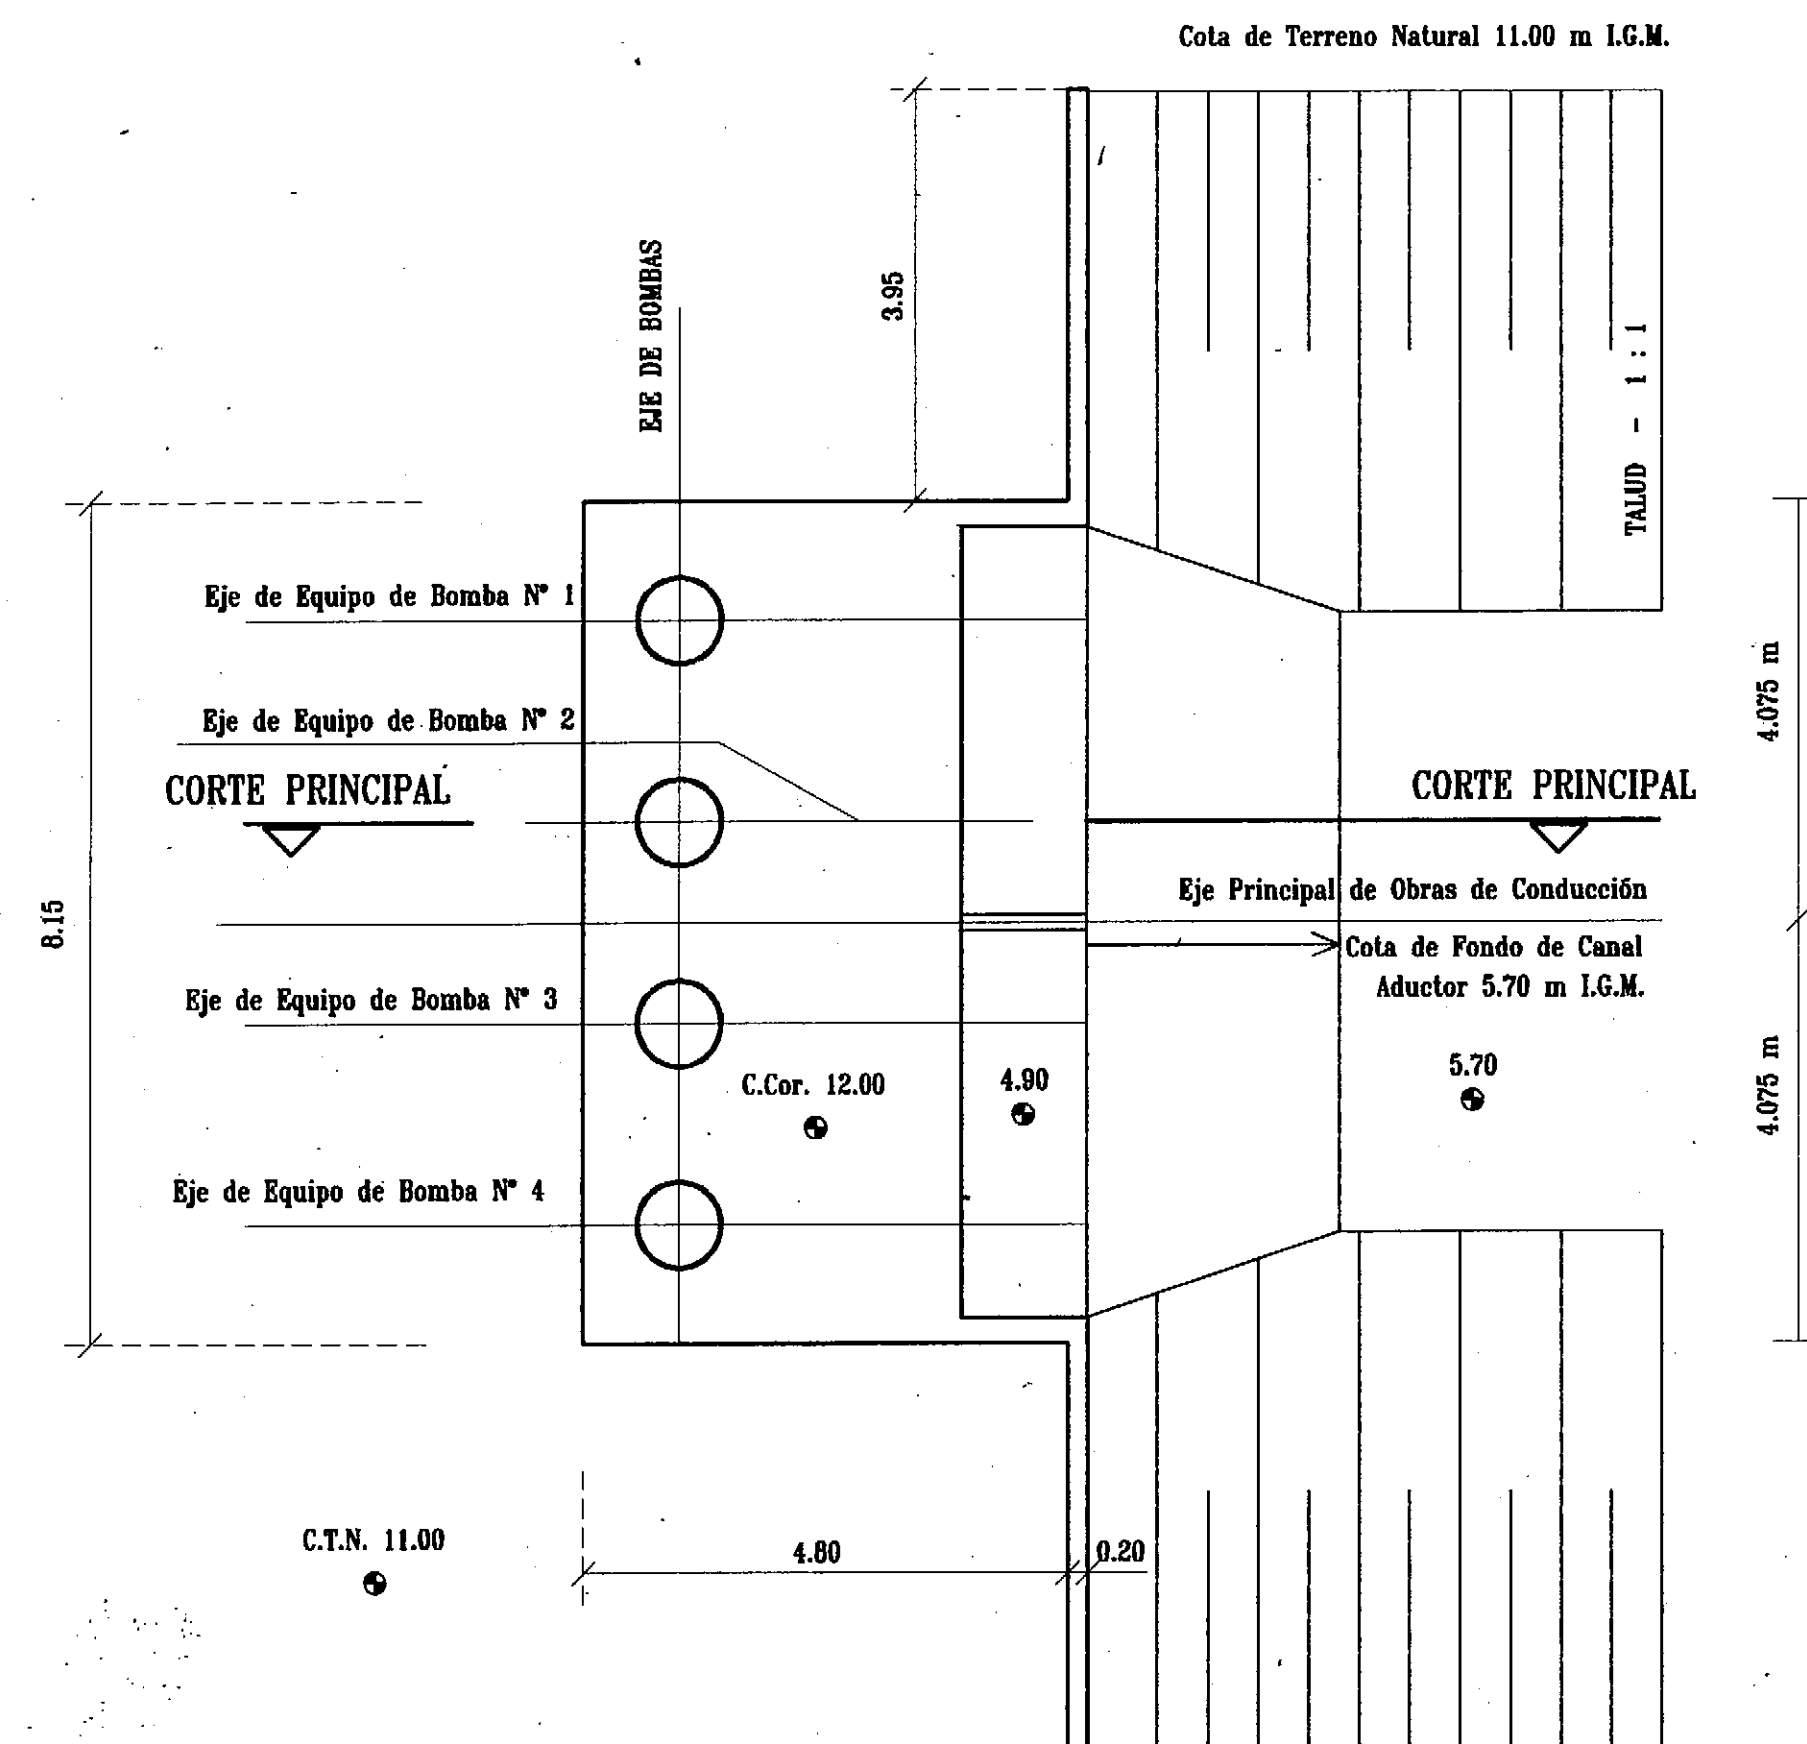 Cota de Terreno Natural 11.00 m I.G.M.
EJE DE BOMBAS
3.95
TALUD - 1 : 1
Eje de Equipo de Bomba N° 1
4.075 m
Eje de Equipo de Bomba N° 2
CORTE PRINCIPAL
CORTE PRINCIPAL
8.15
Eje Principal de Obras de Conducción
Cota de Fondo de Canal
Aductor 5.70 m I.G.M.
Eje de Equipo de Bomba N° 3
C.Cor. 12.00
4.90
5.70
4.075 m
Eje de Equipo de Bomba N° 4
C.T.N. 11.00
4.80
0.20